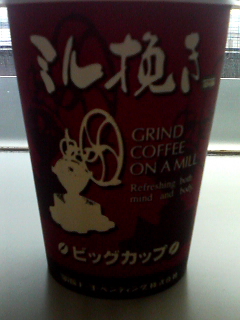 ミル挽き
GRIND
COFFEE
ON A MILL
Refreshing both
mind and body
ビッグカップ